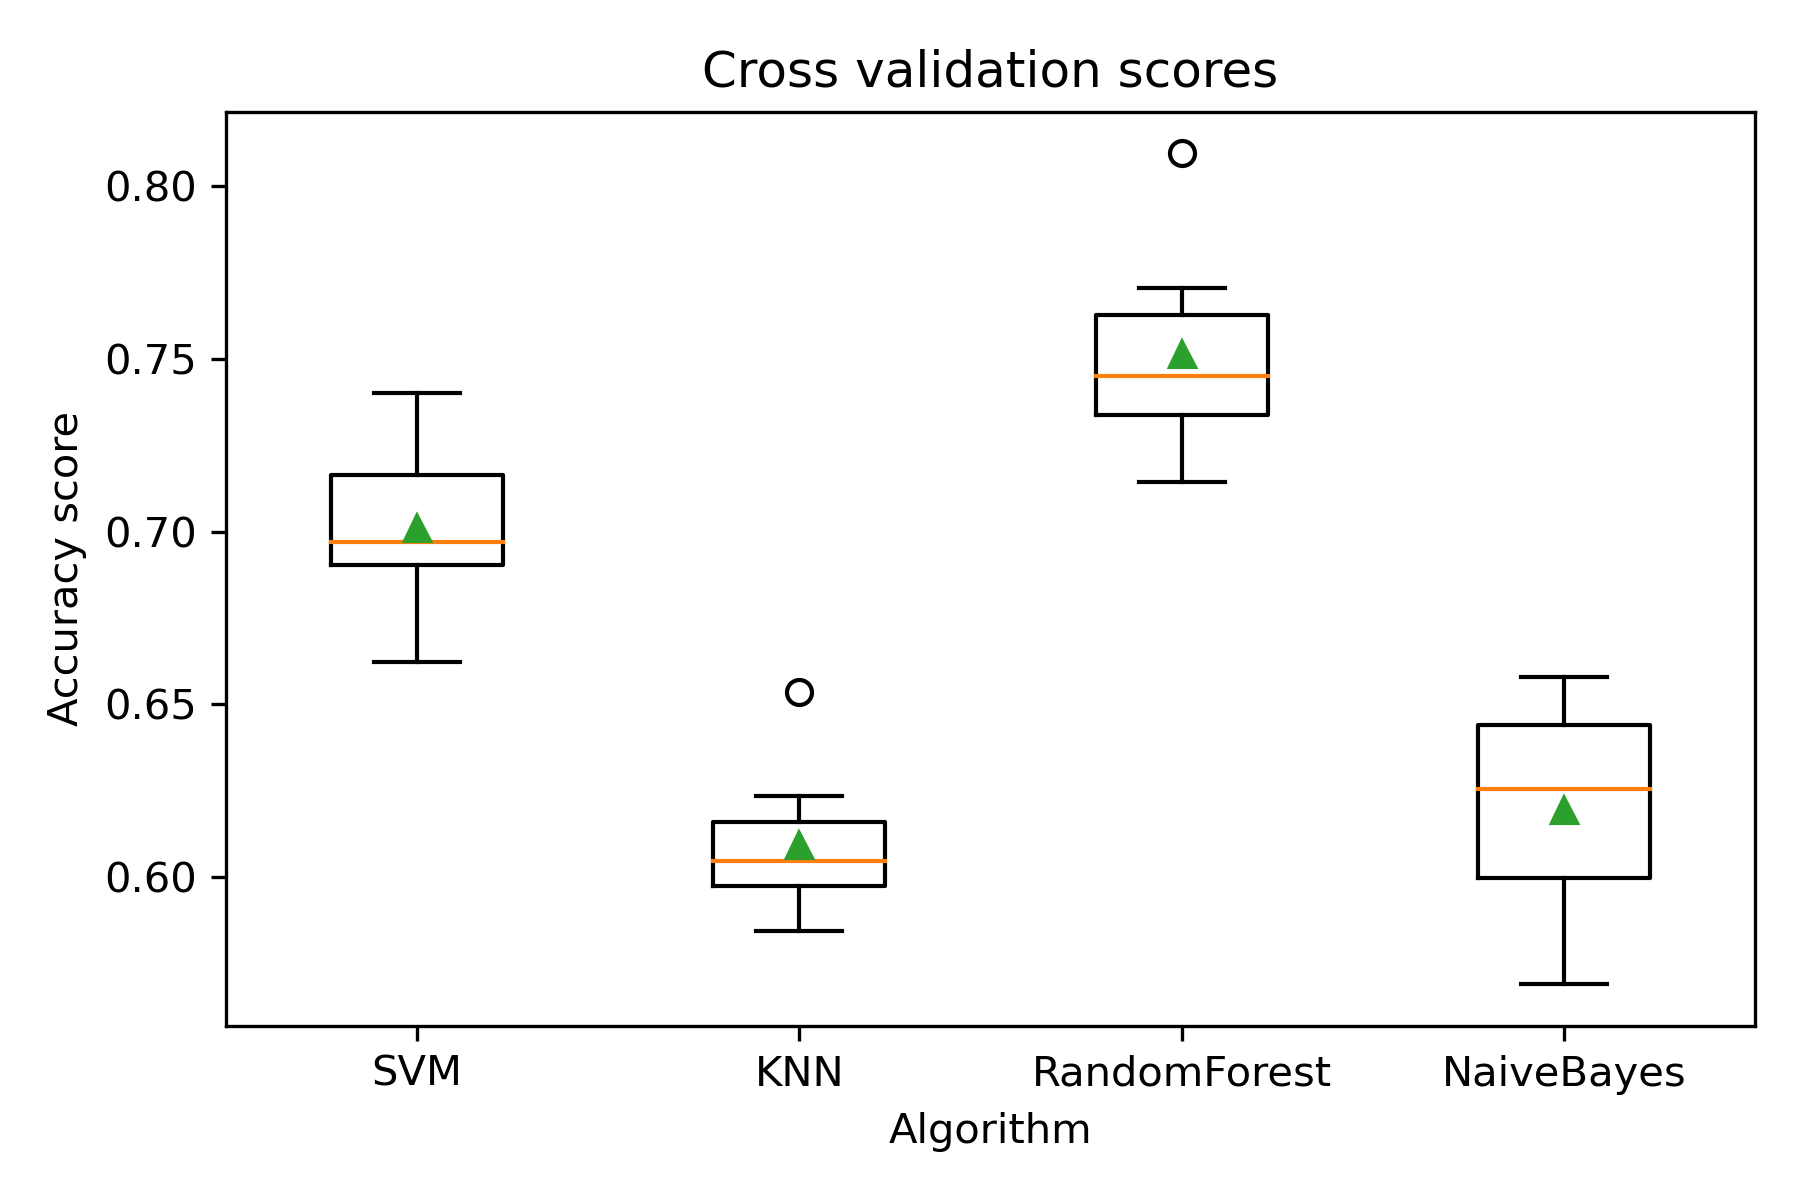 Cross validation scores
0.80
0.75
0.70
0.65
0.60
Accuracy score
SVM
KNN
RandomForest
NaiveBayes
Algorithm